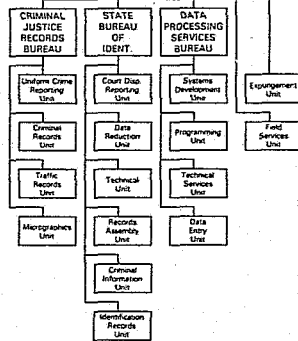 CRIMINAL
JUSTICE
RECORDS
BUREAU
Uniform Crime
Reporting
Unit
Criminal
Records
Unit
Traffic
Records
Unit
Micrographics
Unit
STATE
BUREAU
OF
IDENT.
Court Disp.
Reporting
Unit
Data
Reduction
Unit
Technical
Unit
Records
Assembly
Unit
Criminal
Information
Unit
Identification
Records
Unit
DATA
PROCESSING
SERVICES
BUREAU
Systems
Development
Unit
Programming
Unit
Technical
Services
Unit
Data
Entry
Unit
Expungement
Unit
Field
Services
Unit